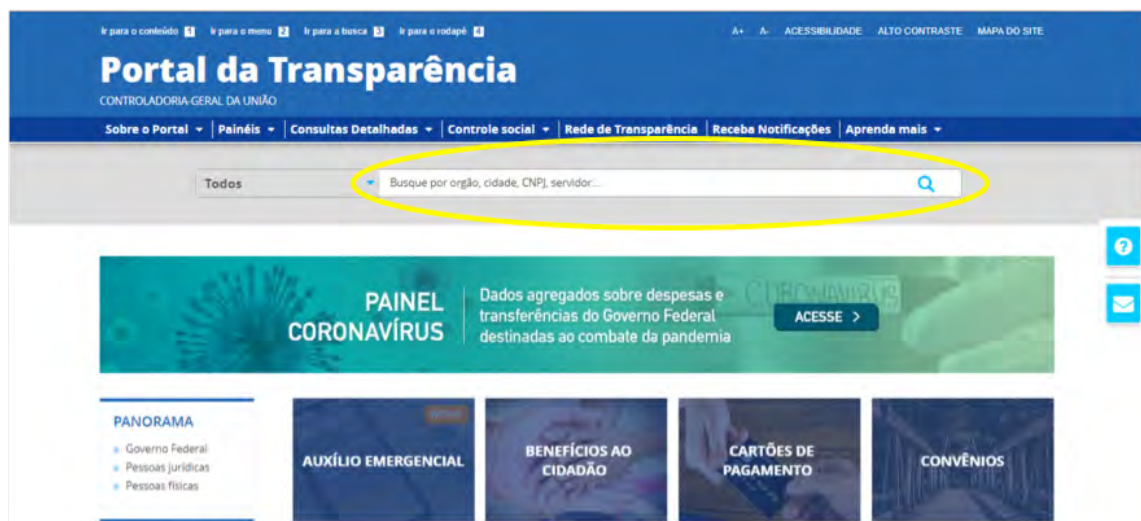 Ir para o conteúdo 1 Ir para o menu 2 Ir para a busca 3 Ir para o rodapé 4
A+ A- ACESSIBILIDADE ALTO CONTRASTE MAPA DO SITE
Portal da Transparência
CONTROLADORIA-GERAL DA UNIÃO
Sobre o Portal Painéis Consultas Detalhadas Controle social Rede de Transparência Receba Notificações Aprenda mais
Todos Busque por orgão, cidade, CNPJ, servidor...
?
PAINEL
CORONAVÍRUS
Dados agregados sobre despesas e
transferências do Governo Federal
destinadas ao combate da pandemia
CORONAVIRUS
ACESSE >
PANORAMA
Governo Federal
Pessoas jurídicas
Pessoas físicas
AUXÍLIO EMERGENCIAL
BENEFÍCIOS AO
CIDADÃO
CARTÕES DE
PAGAMENTO
CONVÊNIOS